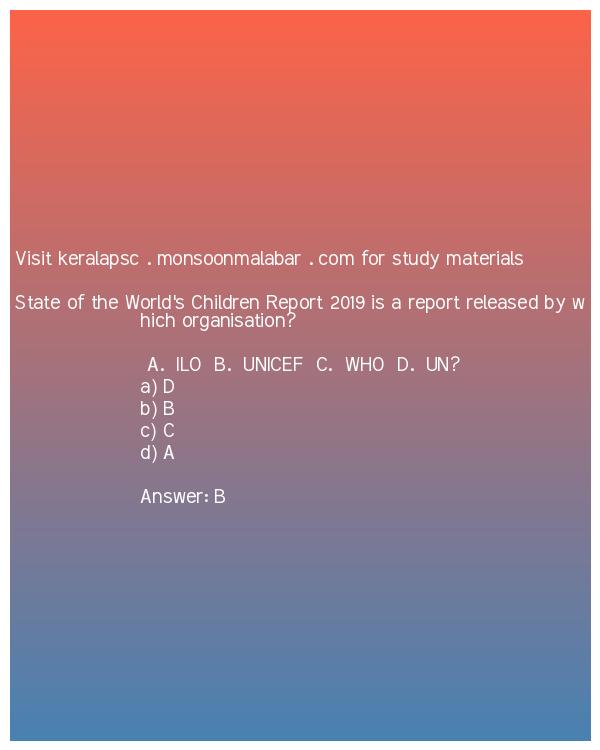 Visit keralapsc . monsoonmalabar . com for study materials
State of the World's Children Report 2019 is a report released by w
hich organisation?
A. ILO B. UNICEF C. WHO D. UN?
a) D
b) B
c) C
d) A
Answer: B